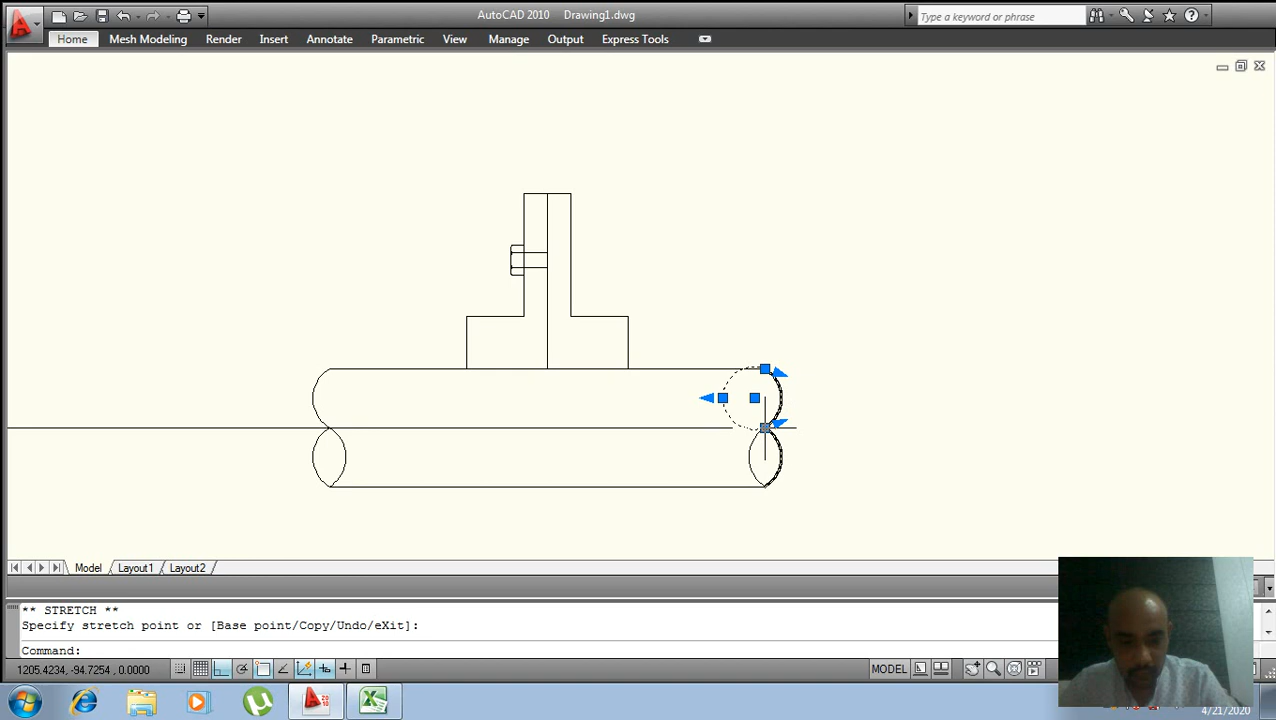 AutoCAD 2010 Drawing1.dwg
Type a keyword or phrase
Home Mesh Modeling Render Insert Annotate Parametric View Manage Output Express Tools
Model Layout1 Layout2
** STRETCH **
Specify stretch point or [Base point/Copy/Undo/eXit]:
Command:
1205.4234, -94.7254 , 0.0000 MODEL
4/21/2020